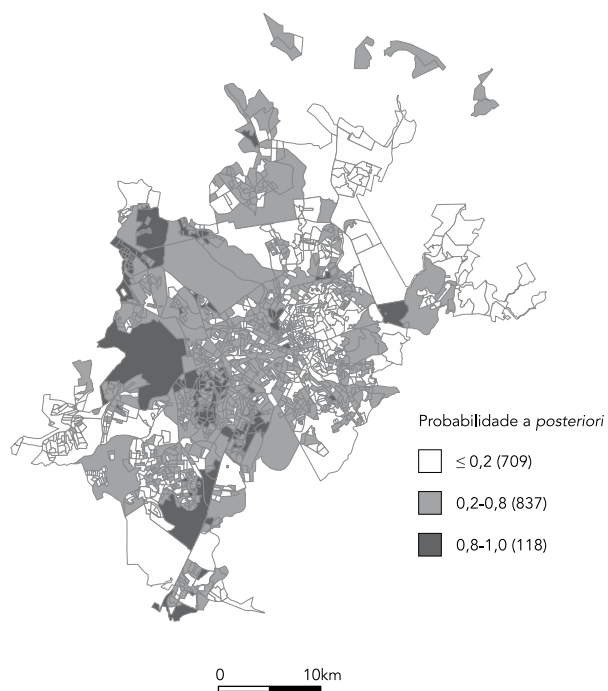 Probabilidade a posteriori
≤ 0,2 (709)
0,2-0,8 (837)
0,8-1,0 (118)
0 10km